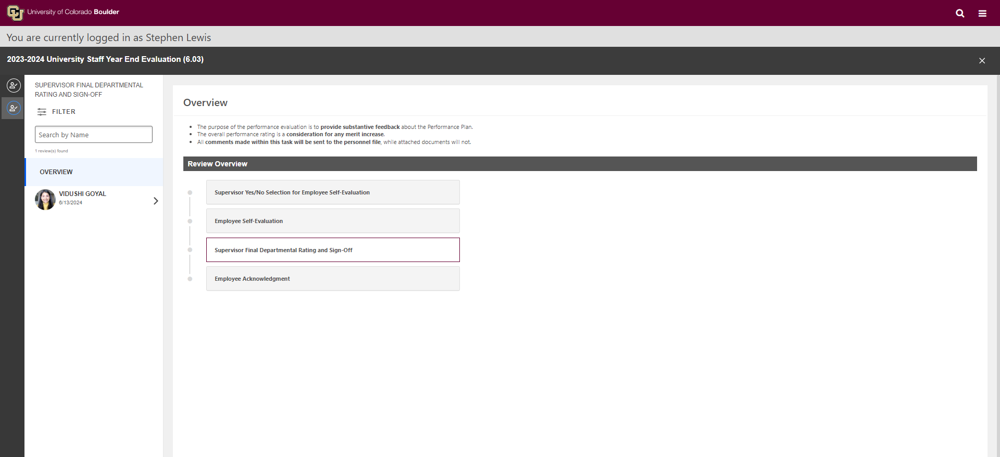 University of Colorado Boulder
You are currently logged in as Stephen Lewis
2023-2024 University Staff Year End Evaluation (6.03)
SUPERVISOR FINAL DEPARTMENTAL
RATING AND SIGN-OFF
FILTER
Search by Name
1 review(s) found
OVERVIEW
VIDUSHI GOYAL
6/13/2024
Overview
• The purpose of the performance evaluation is to provide substantive feedback about the Performance Plan.
• The overall performance rating is a consideration for any merit increase.
• All comments made within this task will be sent to the personnel file, while attached documents will not.
Review Overview
Supervisor Yes/No Selection for Employee Self-Evaluation
Employee Self-Evaluation
Supervisor Final Departmental Rating and Sign-Off
Employee Acknowledgment